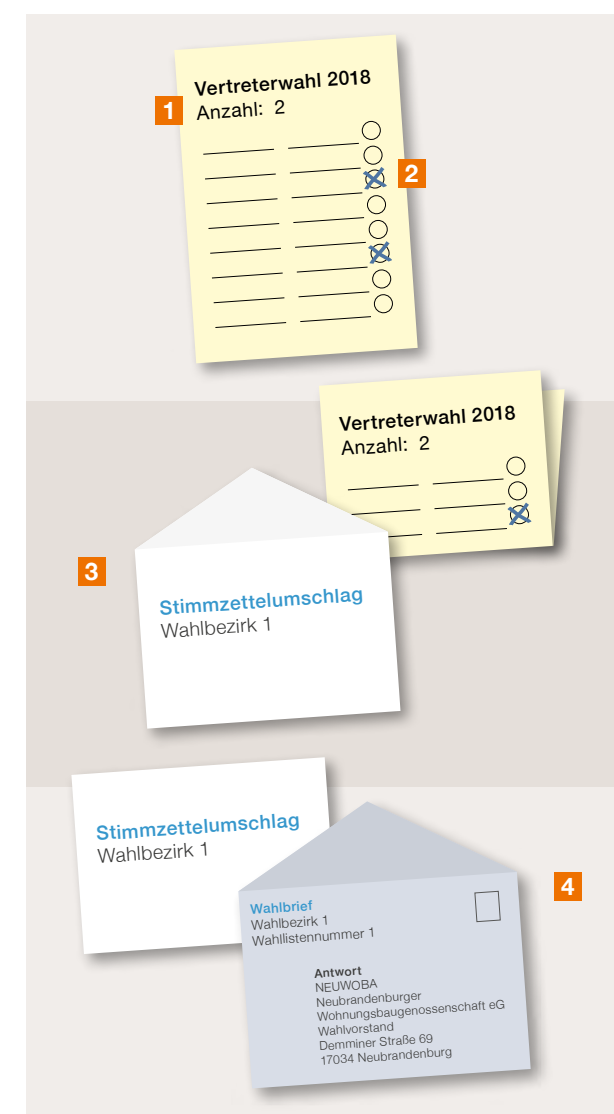 Vertreterwahl 2018
1
Anzahl: 2
2
Vertreterwahl 2018
Anzahl: 2
3
Stimmzettelumschlag
Wahlbezirk 1
Stimmzettelumschlag
Wahlbezirk 1
4
Wahlbrief
Wahlbezirk 1
Wahllistennummer 1
Antwort
NEUWOBA
Neubrandenburger
Wohnungsbaugenossenschaft eG
Wahlvorstand
Demminer Straße 69
17034 Neubrandenburg